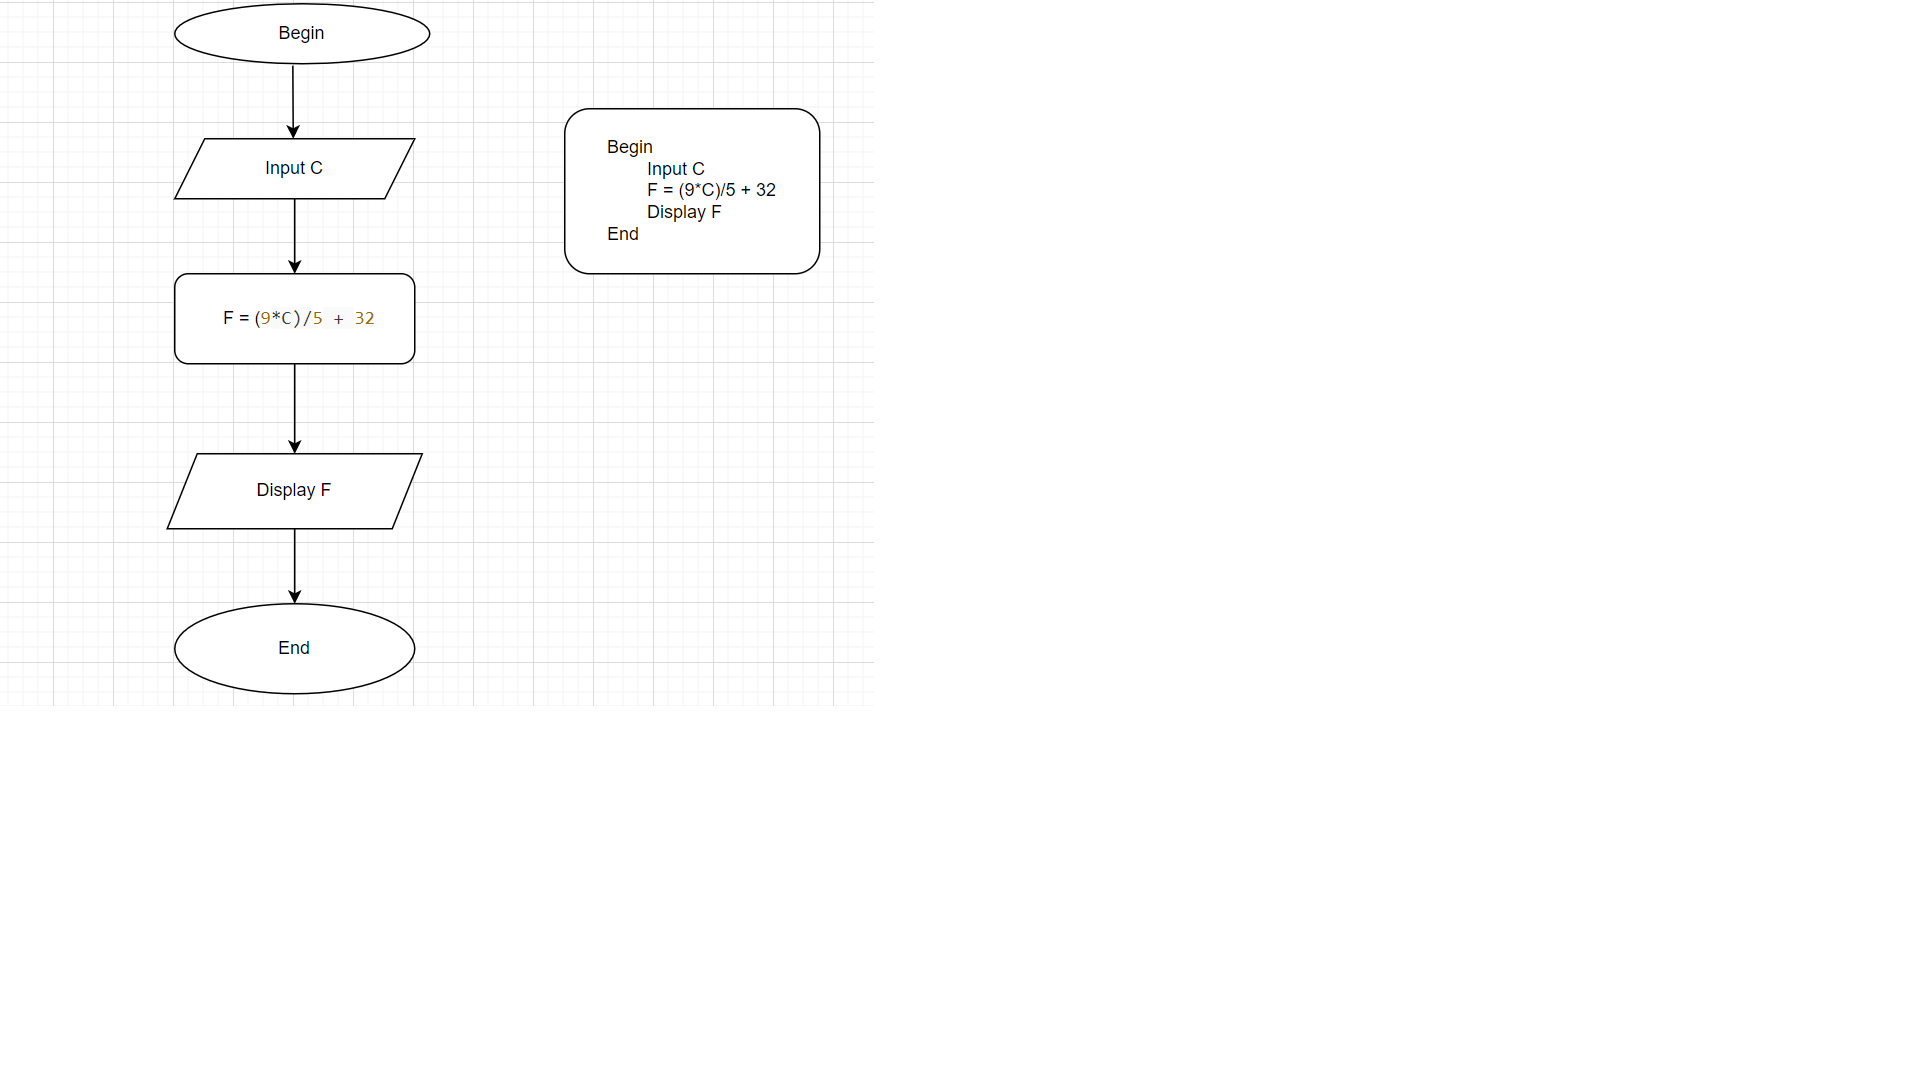 Begin
Input C
F = (9*C)/5 + 32
Display F
End
Begin
Input C
F = (9*C)/5 + 32
Display F
End